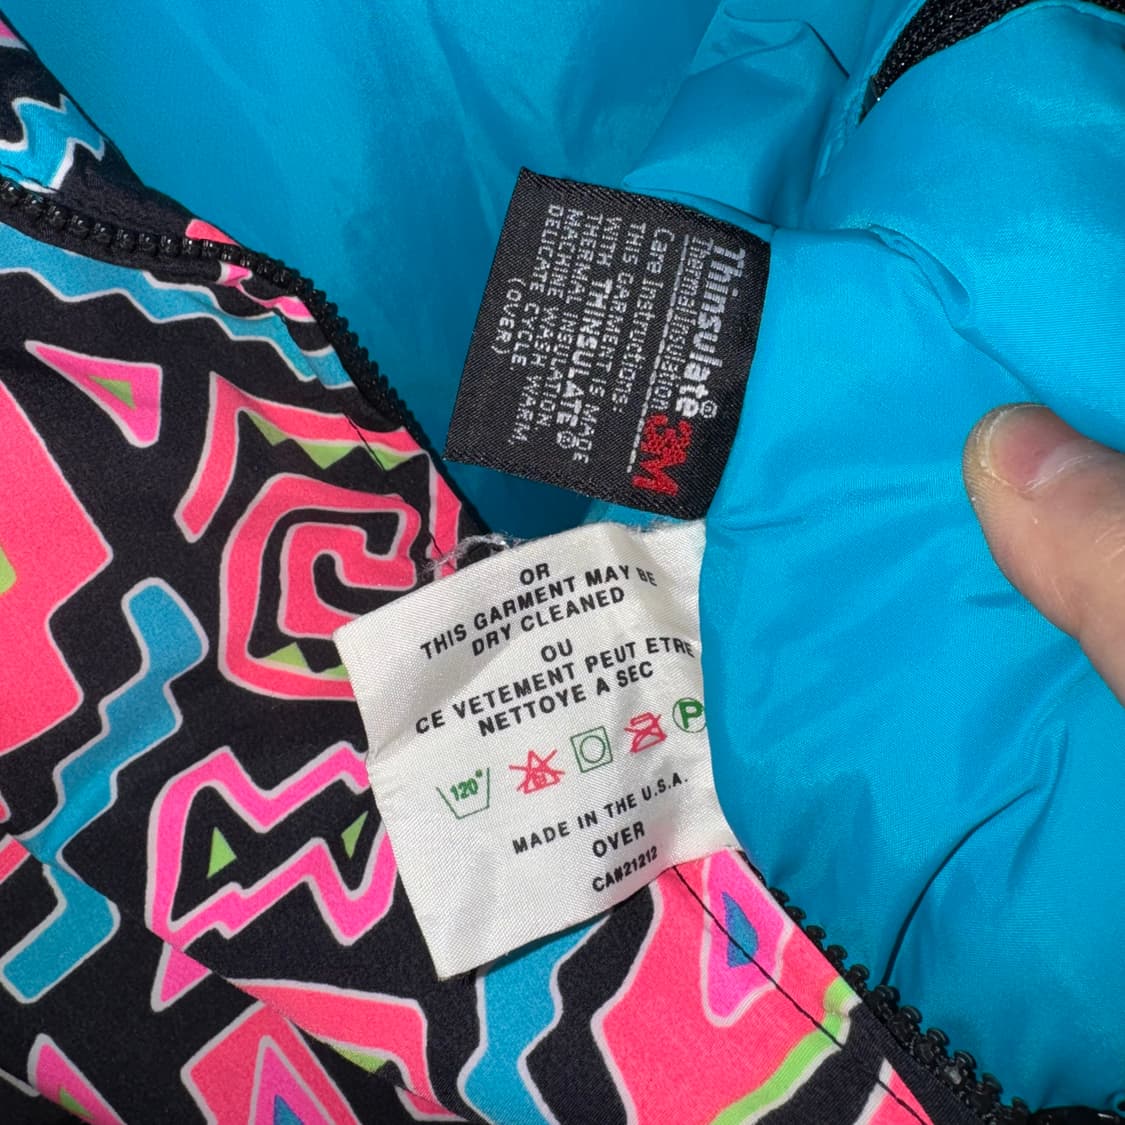 Thinsulate®
Thermal Insulation 3M
Care Instructions:
THIS GARMENT IS MADE
WITH THINSULATE®
THERMAL INSULATION.
MACHINE WASH WARM,
DELICATE CYCLE.
(OVER)
OR
THIS GARMENT MAY BE
DRY CLEANED
OU
CE VETEMENT PEUT ETRE
NETTOYE A SEC
120° P
MADE IN THE U.S.A.
OVER
CA#21212